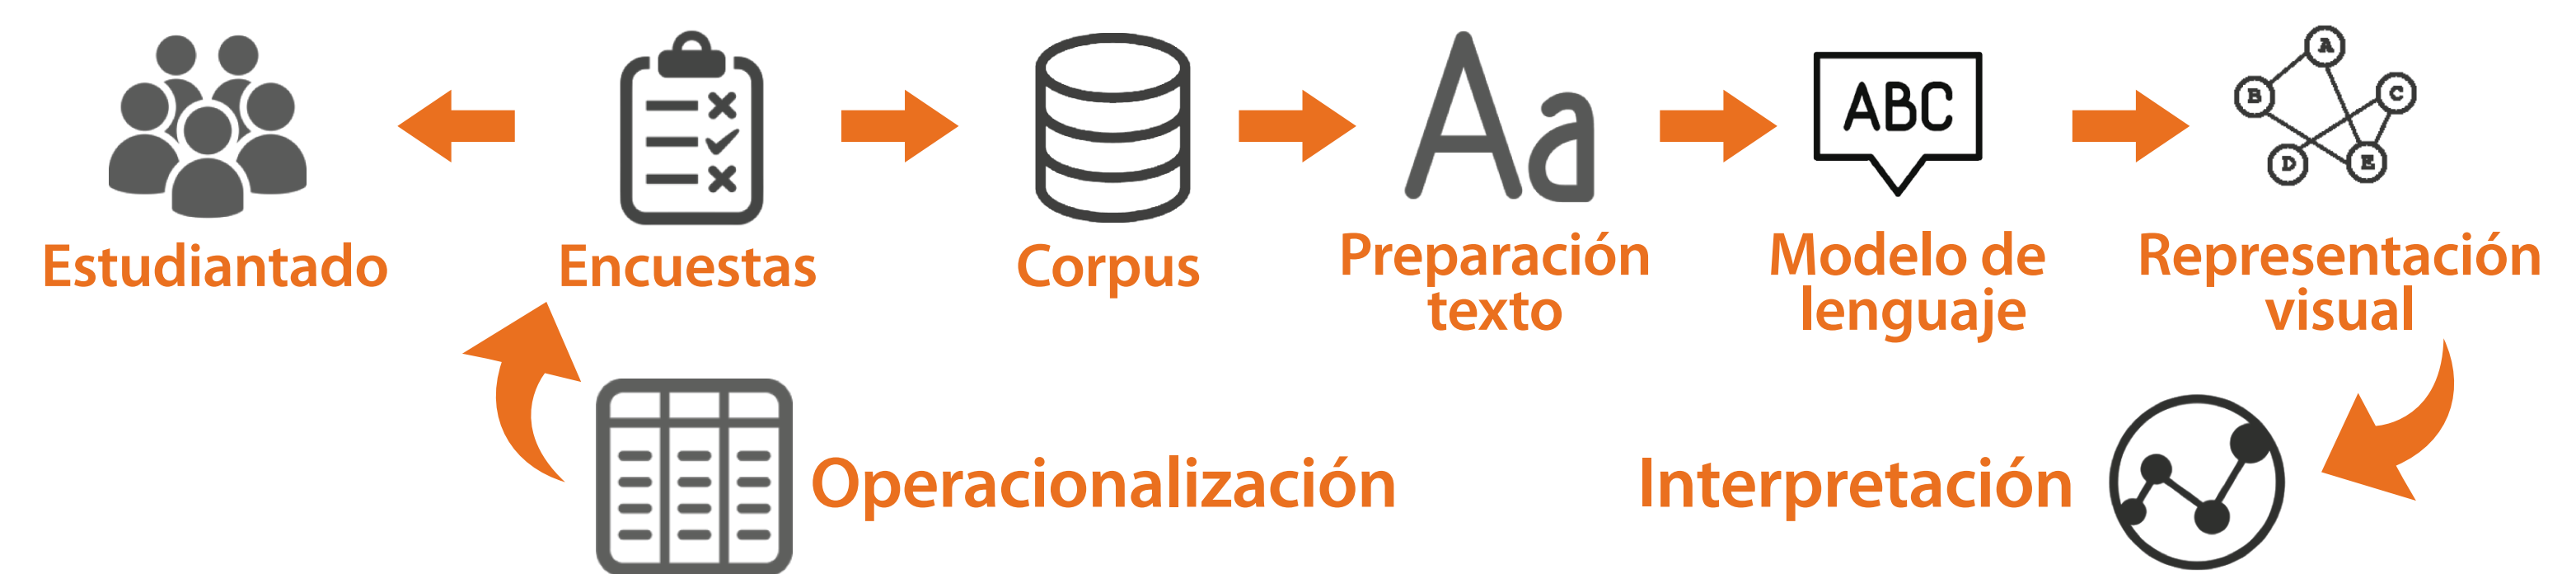 Aa
ABC
A
B
C
D
E
Estudiantado
Encuestas
Corpus
Preparación
texto
Modelo de
lenguaje
Representación
visual
Operacionalización
Interpretación